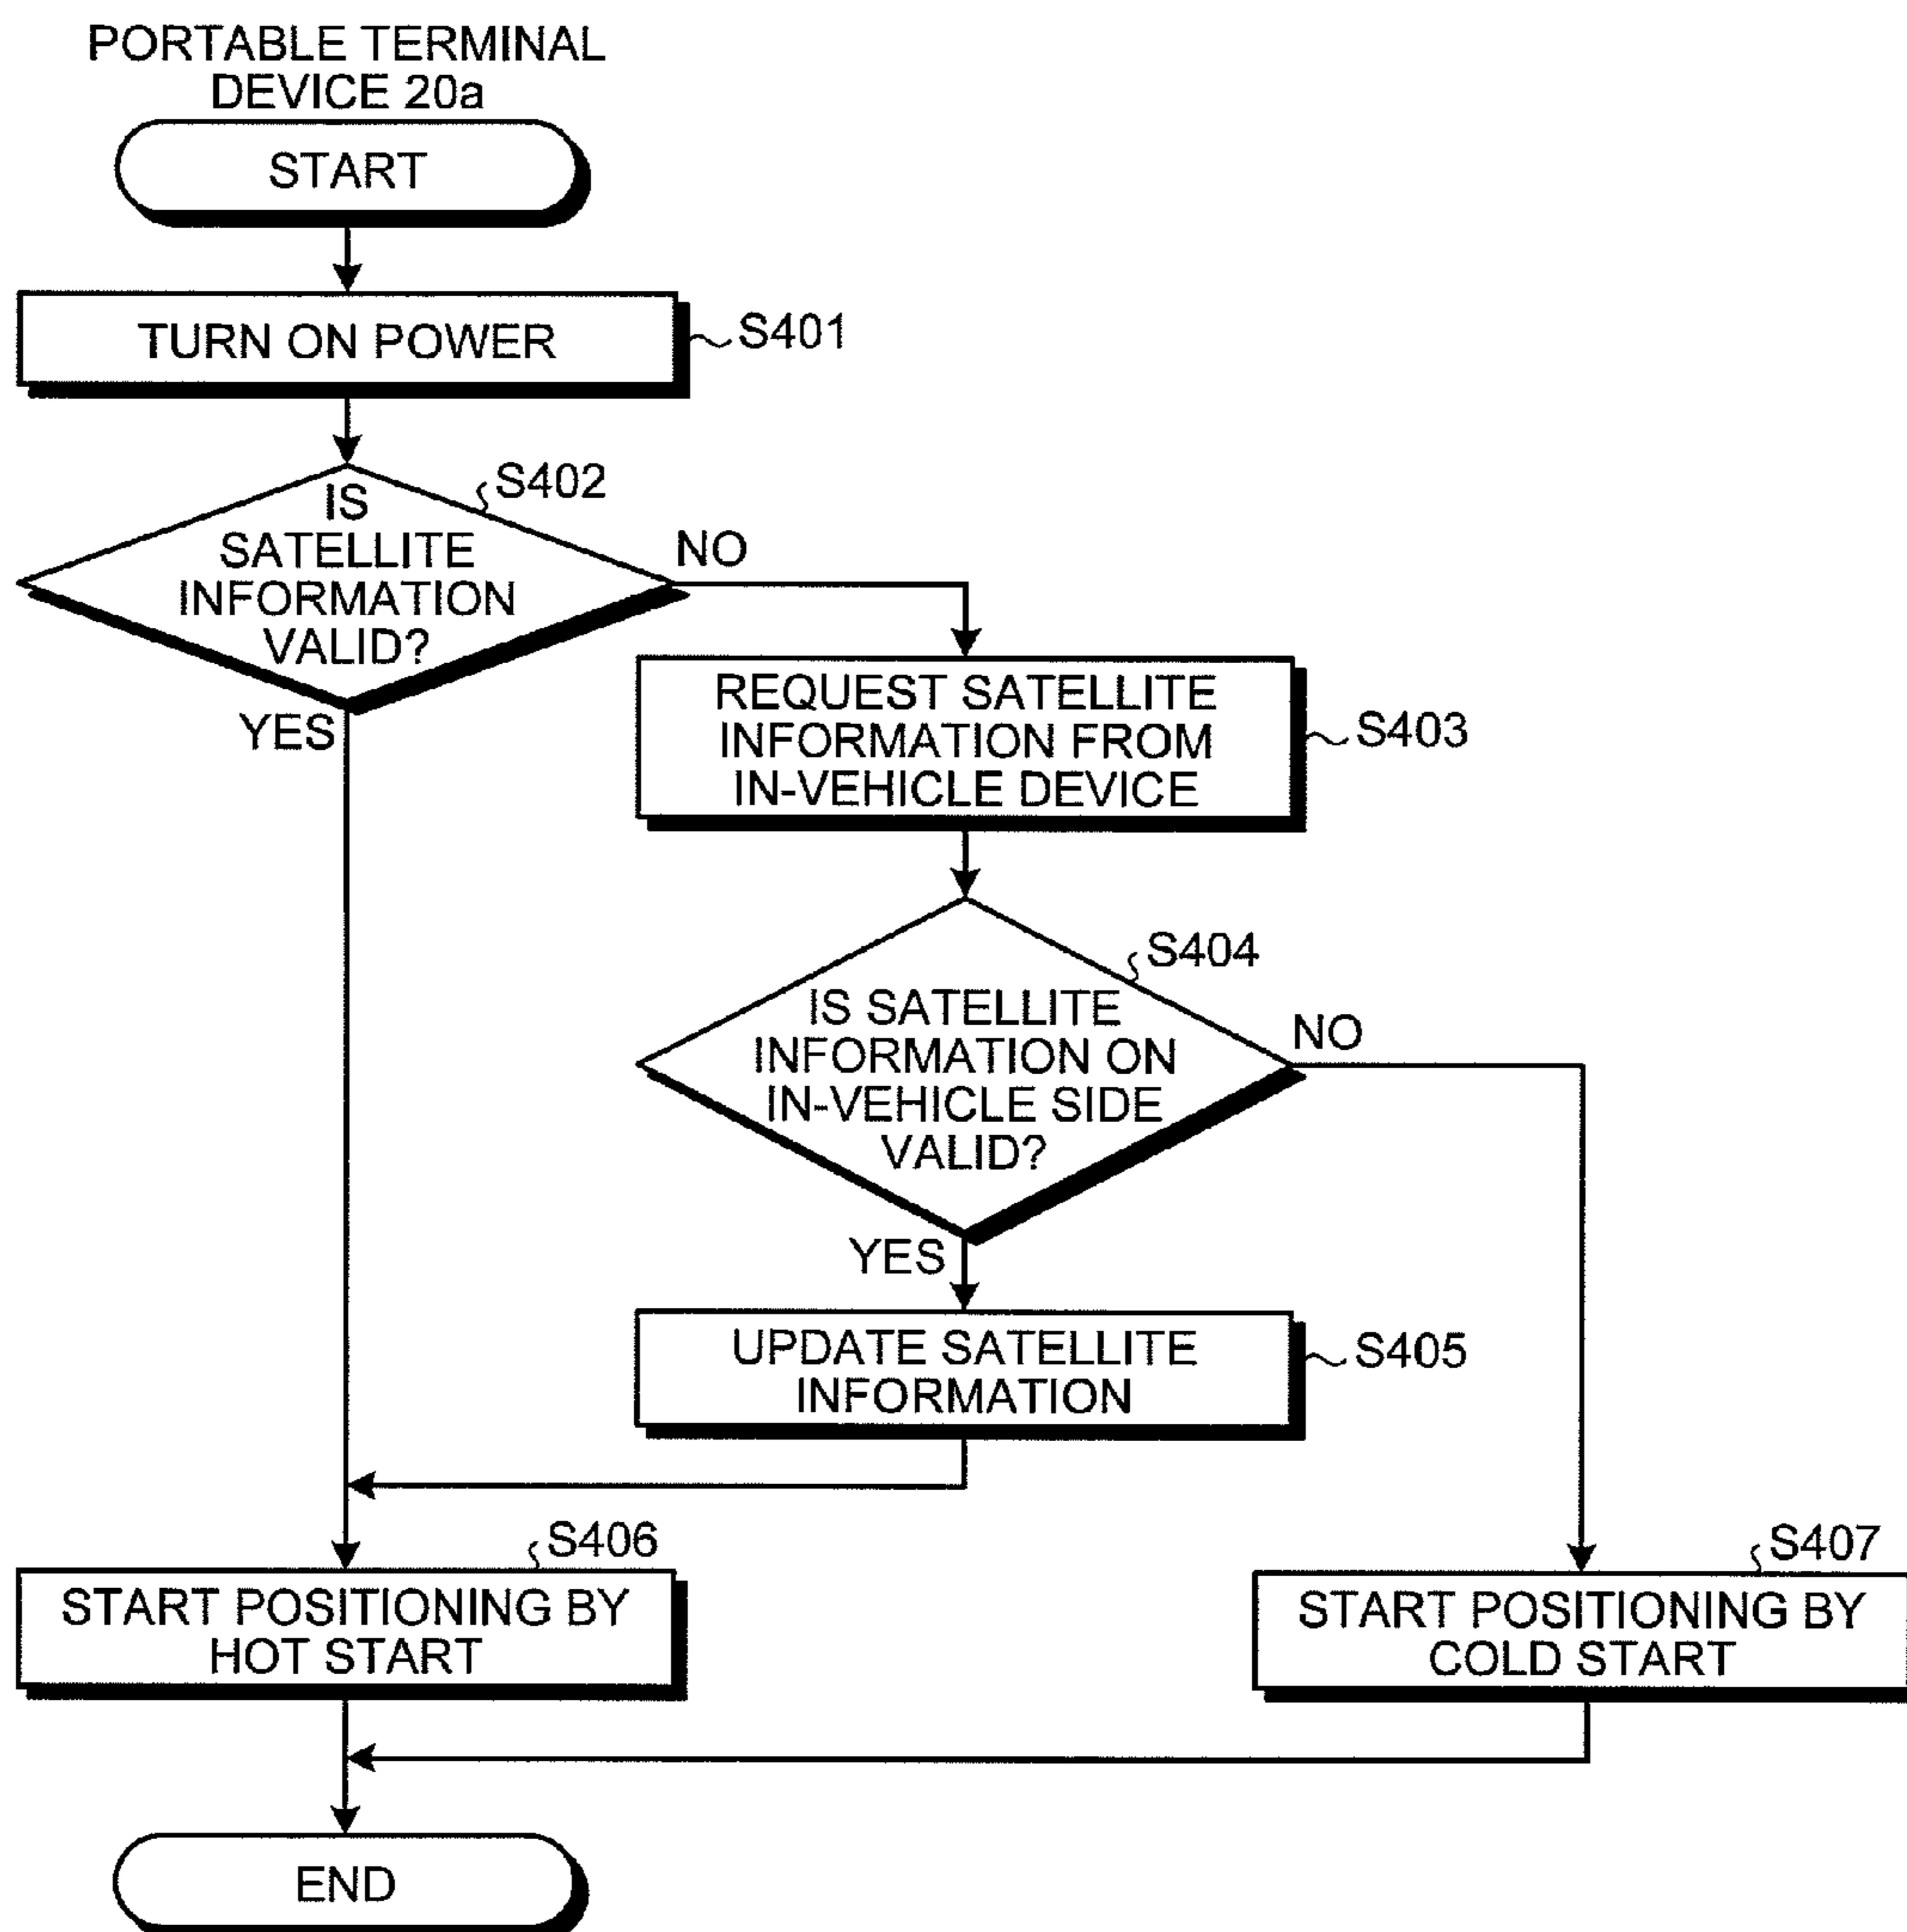 PORTABLE TERMINAL
DEVICE 20a
START
TURN ON POWER
S401
S402
IS
SATELLITE
INFORMATION
VALID?
NO
YES
REQUEST SATELLITE
INFORMATION FROM
IN-VEHICLE DEVICE
S403
S404
IS SATELLITE
INFORMATION ON
IN-VEHICLE SIDE
VALID?
NO
YES
UPDATE SATELLITE
INFORMATION
S405
S406
START POSITIONING BY
HOT START
S407
START POSITIONING BY
COLD START
END